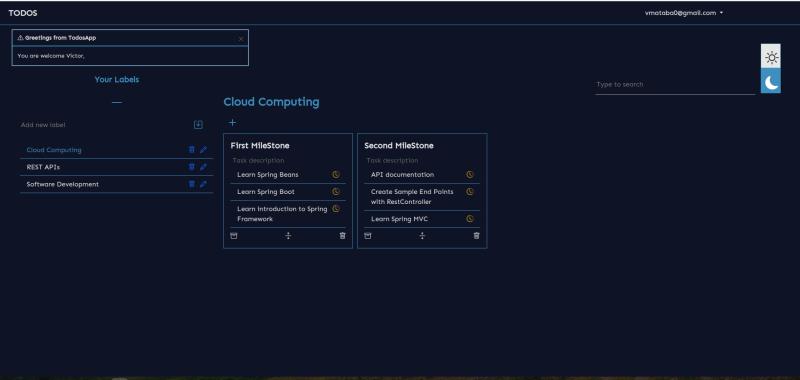 TODOS
vmataba0@gmail.com
Greetings from TodosApp
You are welcome Victor,
Your Labels
Type to search
Add new label
Cloud Computing
REST APIs
Software Development
Cloud Computing
First MileStone
Task description
Learn Spring Beans
Learn Spring Boot
Learn introduction to Spring
Framework
Second MileStone
Task description
API documentation
Create Sample End Points
with RestController
Learn Spring MVC